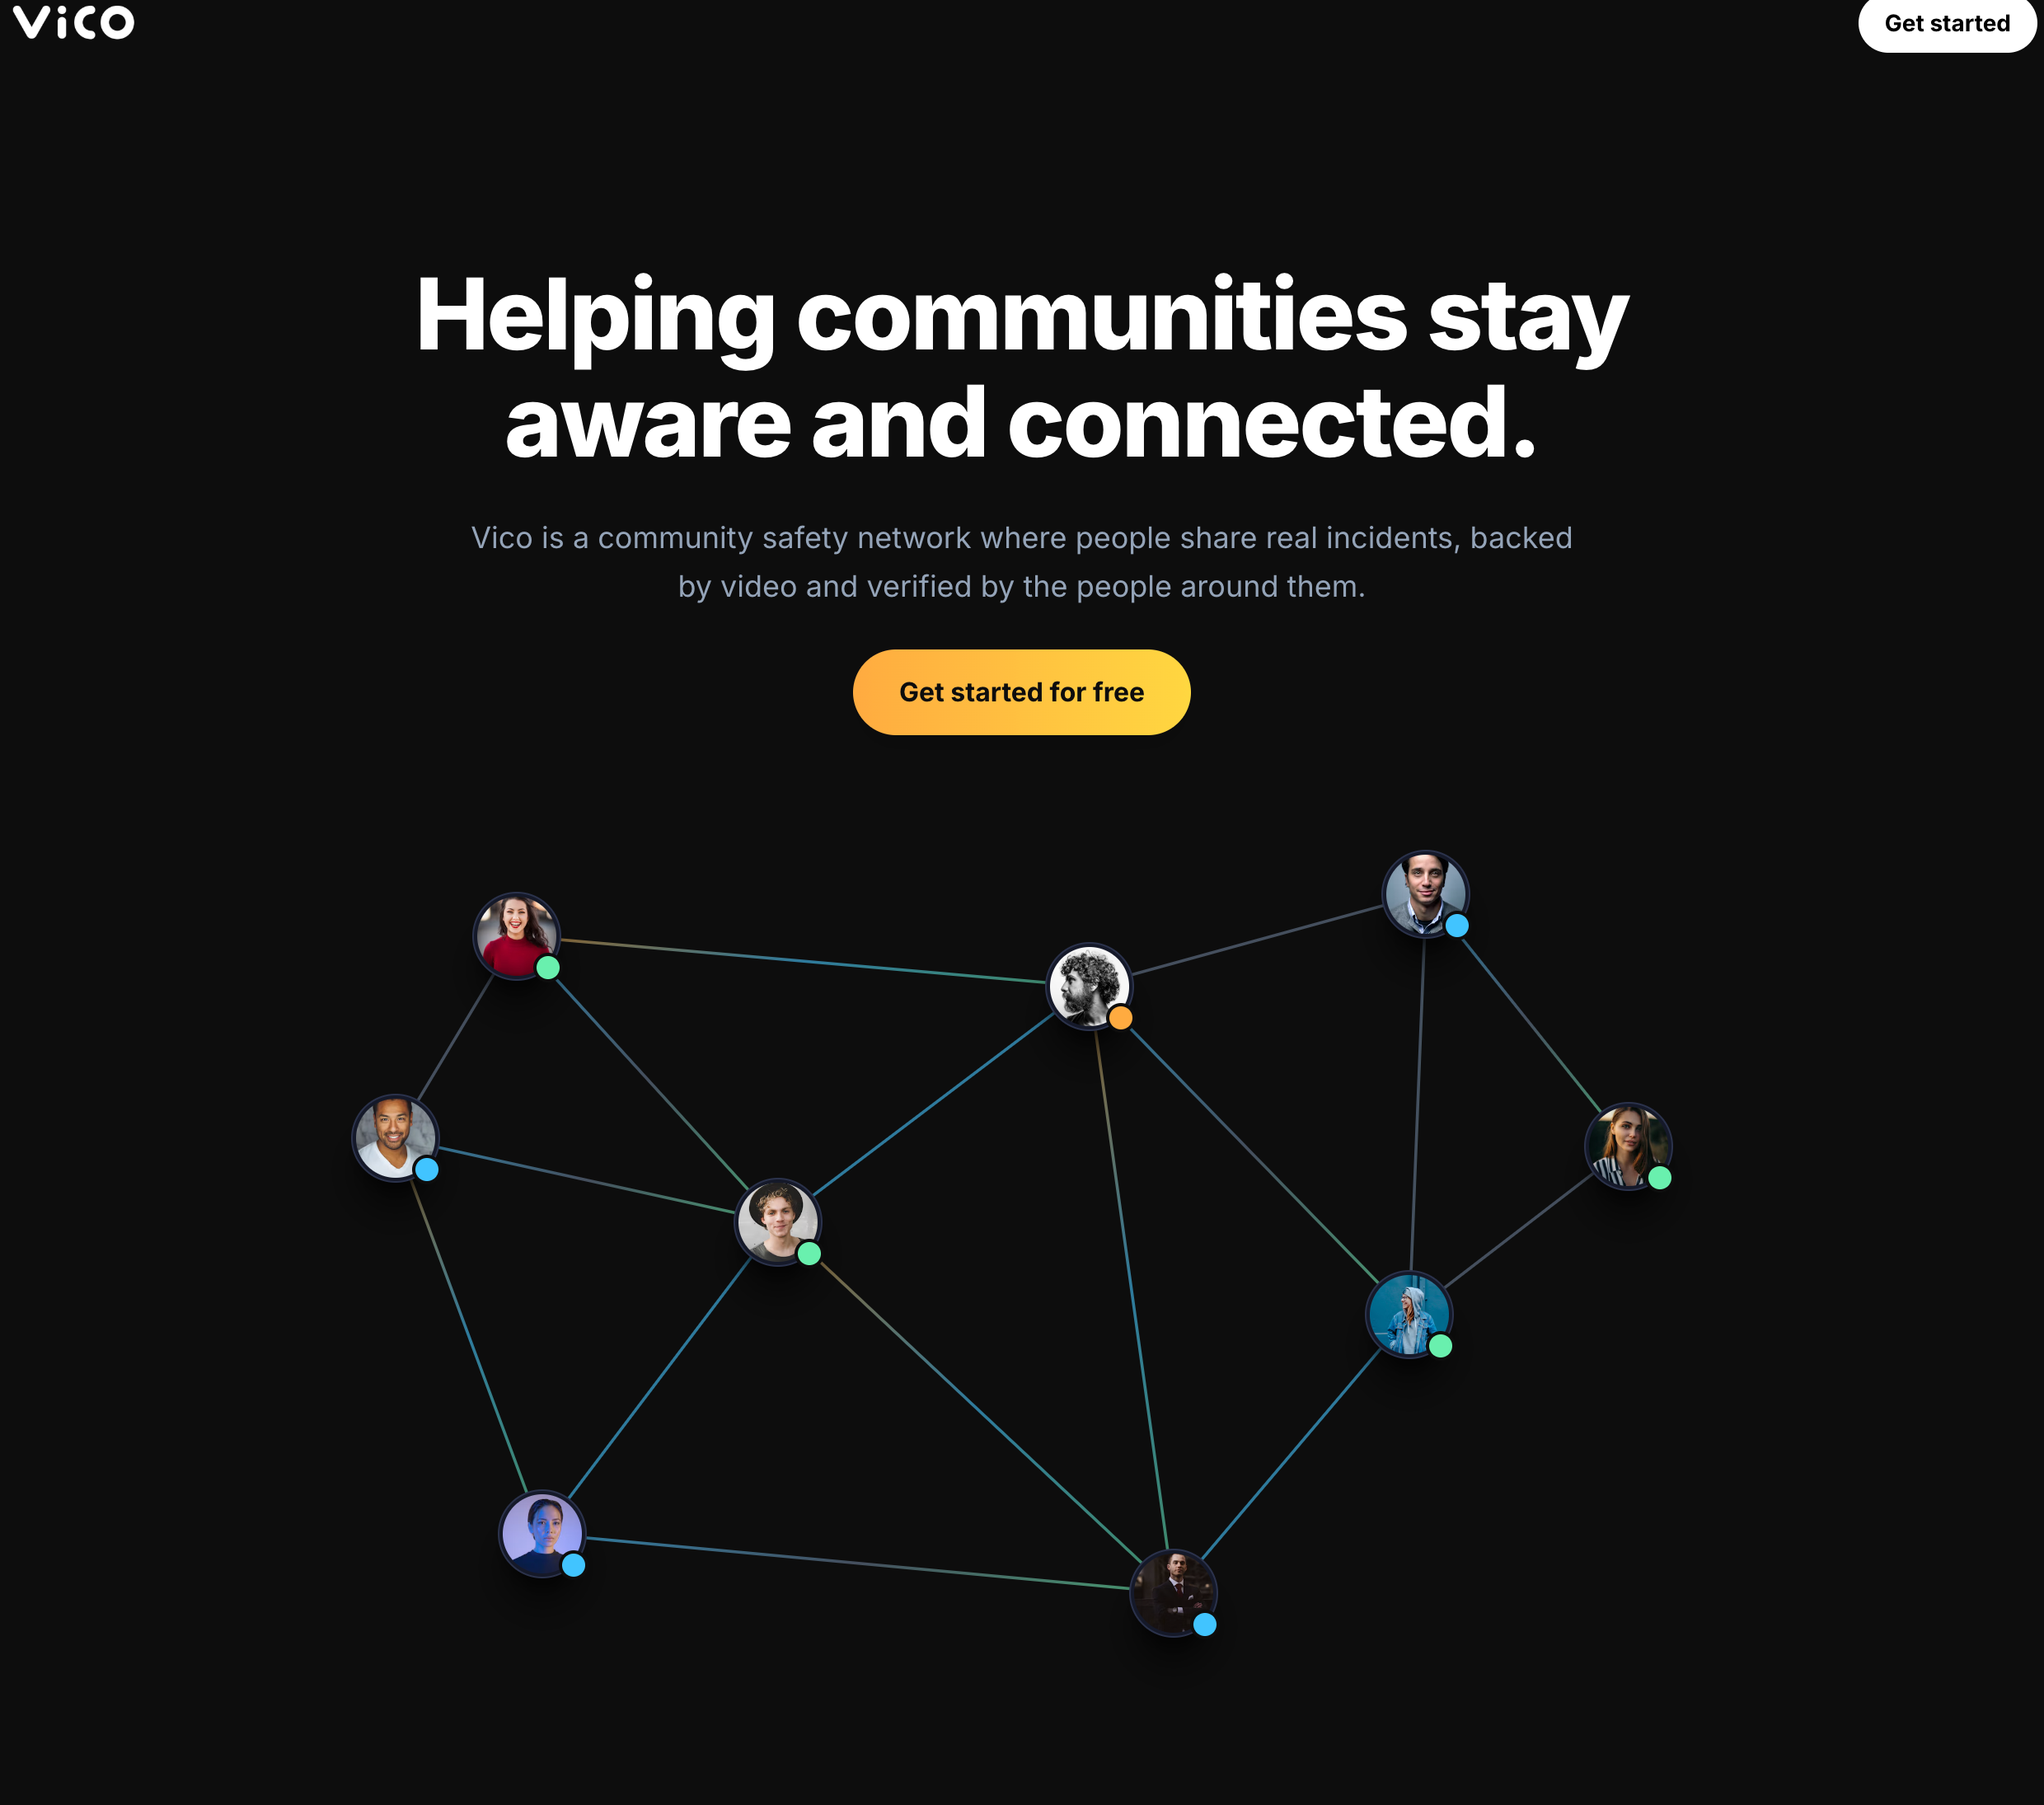 Vico
Get started
Helping communities stay
aware and connected.
Vico is a community safety network where people share real incidents, backed
by video and verified by the people around them.
Get started for free